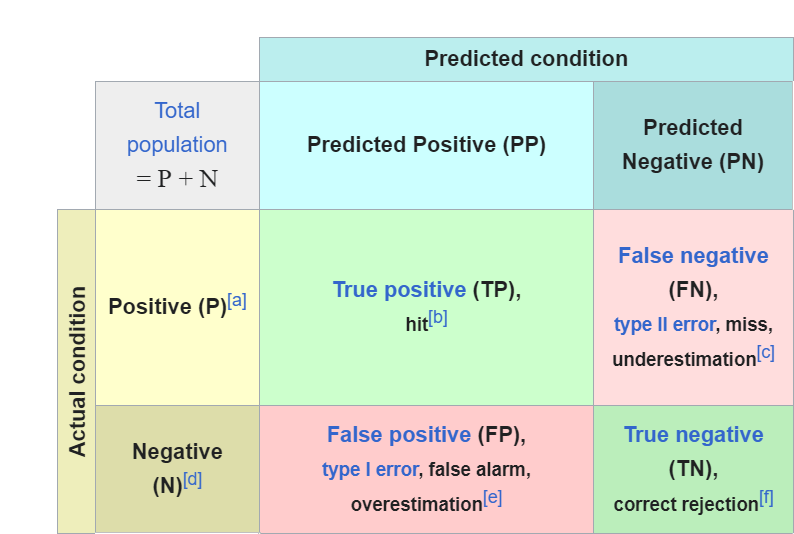 Predicted condition
Total
population
= P + N
Predicted Positive (PP)
Predicted
Negative (PN)
Actual condition
Positive (P)[a]
True positive (TP),
hit[b]
False negative
(FN),
type II error, miss,
underestimation[c]
Negative
(N)[d]
False positive (FP),
type I error, false alarm,
overestimation[e]
True negative
(TN),
correct rejection[f]